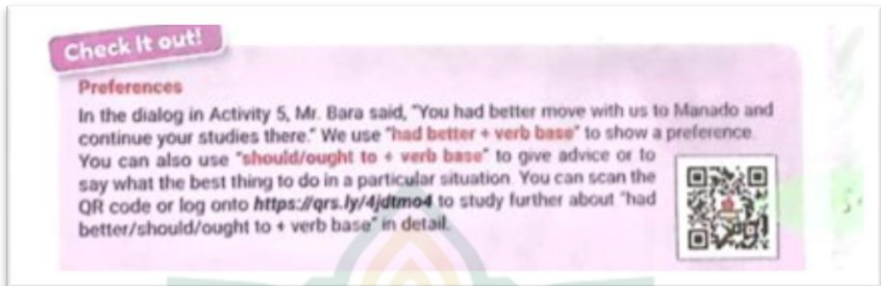 Check it out!
Preferences
In the dialog in Activity 5, Mr. Bara said, "You had better move with us to Manado and
continue your studies there." We use "had better + verb base" to show a preference.
You can also use "should/ought to + verb base" to give advice or to
say what the best thing to do in a particular situation. You can scan the
QR code or log onto https://qrs.ly/4jdtmo4 to study further about "had
better/should/ought to + verb base" in detail.